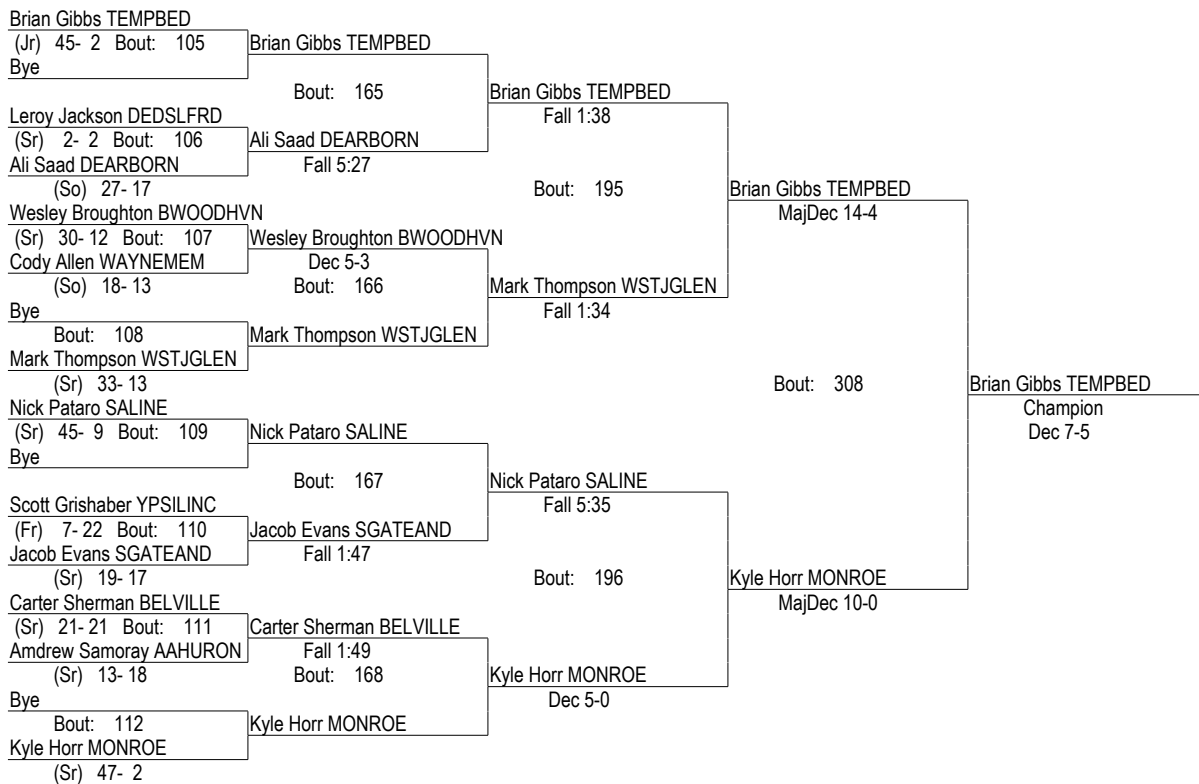 Brian Gibbs TEMPBED
(Jr) 45- 2 Bout: 105
Bye
Leroy Jackson DEDSLFRD
(Sr) 2- 2 Bout: 106
Ali Saad DEARBORN
(So) 27- 17
Wesley Broughton BWOODHVN
(Sr) 30- 12 Bout: 107
Cody Allen WAYNEMEM
(So) 18- 13
Bye
Bout: 108
Mark Thompson WSTJGLEN
(Sr) 33- 13
Nick Pataro SALINE
(Sr) 45- 9 Bout: 109
Bye
Scott Grishaber YPSILINC
(Fr) 7- 22 Bout: 110
Jacob Evans SGATEAND
(Sr) 19- 17
Carter Sherman BELVILLE
(Sr) 21- 21 Bout: 111
Amdrew Samoray AAHURON
(Sr) 13- 18
Bye
Bout: 112
Kyle Horr MONROE
(Sr) 47- 2
Brian Gibbs TEMPBED
Bout: 165
Ali Saad DEARBORN
Fall 5:27
Wesley Broughton BWOODHVN
Dec 5-3
Bout: 166
Mark Thompson WSTJGLEN
Nick Pataro SALINE
Bout: 167
Jacob Evans SGATEAND
Fall 1:47
Carter Sherman BELVILLE
Fall 1:49
Bout: 168
Kyle Horr MONROE
Brian Gibbs TEMPBED
Fall 1:38
Bout: 195
Mark Thompson WSTJGLEN
Fall 1:34
Nick Pataro SALINE
Fall 5:35
Bout: 196
Kyle Horr MONROE
Dec 5-0
Brian Gibbs TEMPBED
MajDec 14-4
Bout: 308
Kyle Horr MONROE
MajDec 10-0
Brian Gibbs TEMPBED
Champion
Dec 7-5